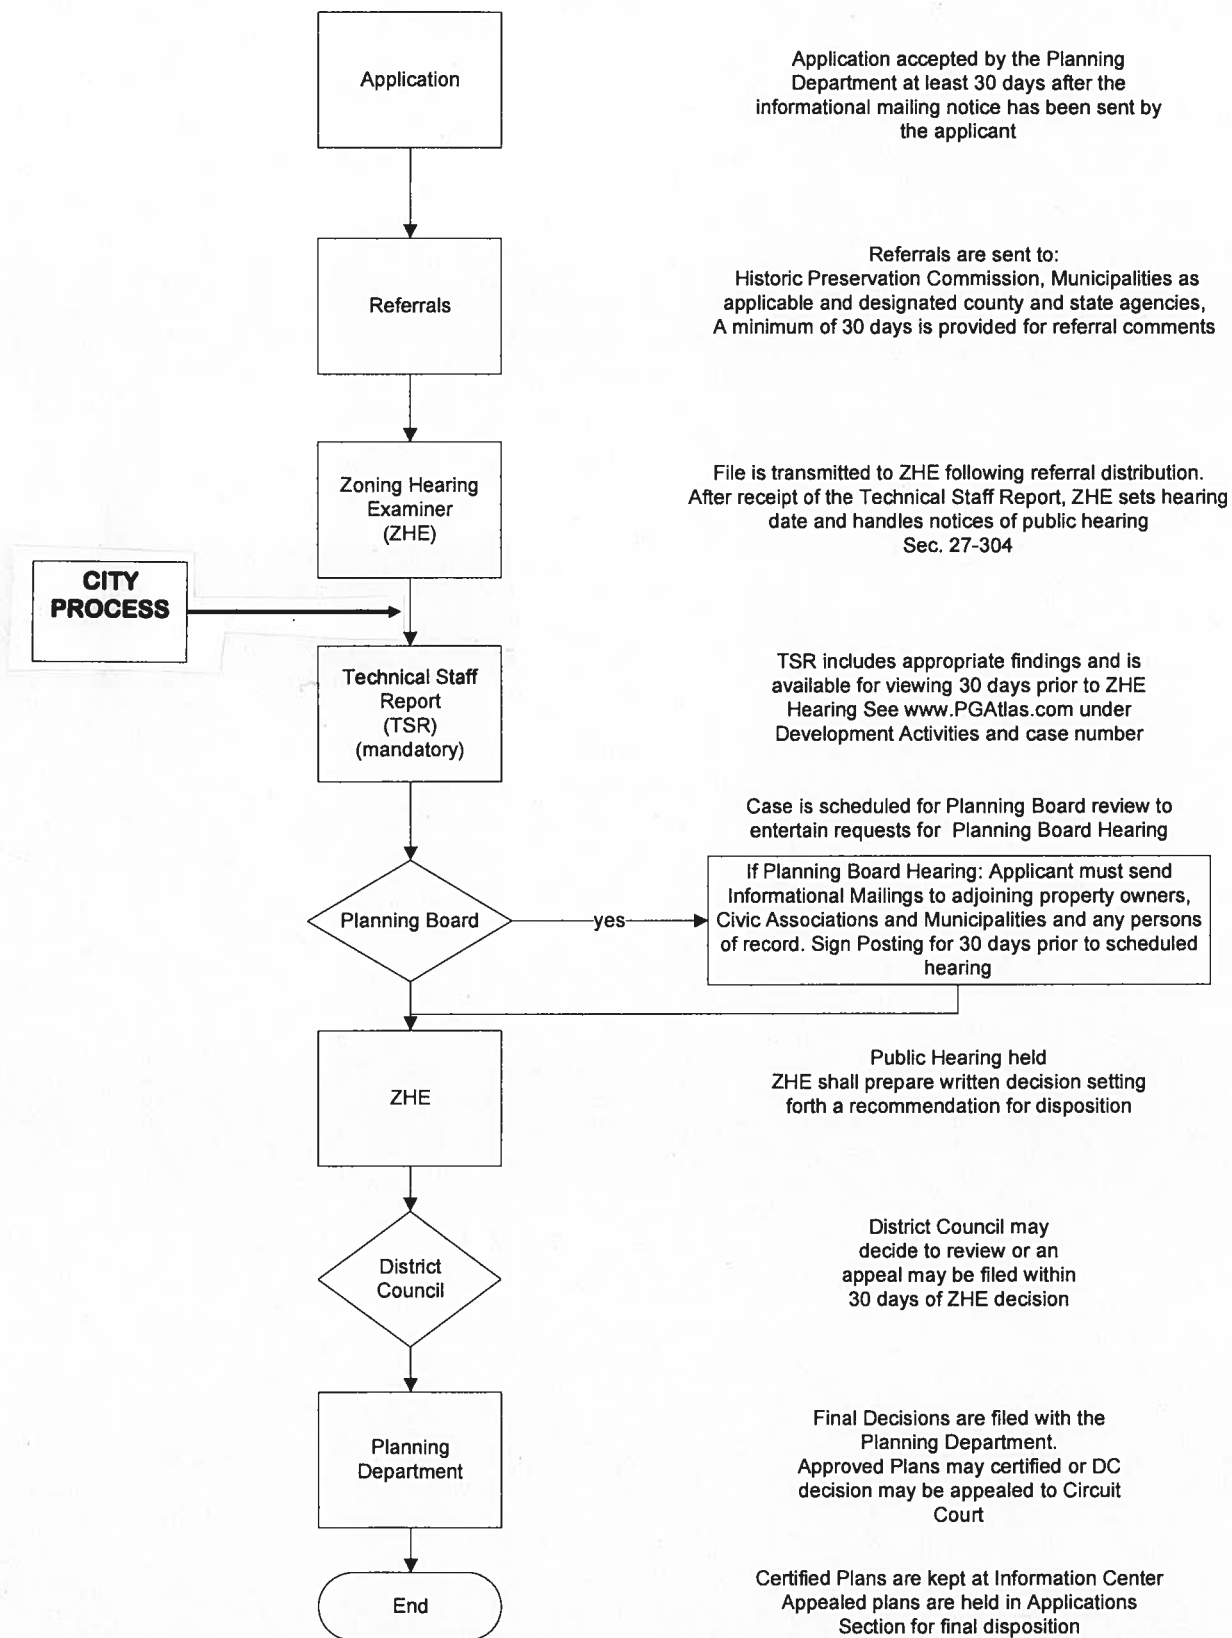 Application
Application accepted by the Planning
Department at least 30 days after the
informational mailing notice has been sent by
the applicant
Referrals
Referrals are sent to:
Historic Preservation Commission, Municipalities as
applicable and designated county and state agencies,
A minimum of 30 days is provided for referral comments
Zoning Hearing
Examiner
(ZHE)
File is transmitted to ZHE following referral distribution.
After receipt of the Technical Staff Report, ZHE sets hearing
date and handles notices of public hearing
Sec. 27-304
CITY
PROCESS
Technical Staff
Report
(TSR)
(mandatory)
TSR includes appropriate findings and is
available for viewing 30 days prior to ZHE
Hearing See www.PGAtlas.com under
Development Activities and case number
Case is scheduled for Planning Board review to
entertain requests for Planning Board Hearing
Planning Board
yes
If Planning Board Hearing: Applicant must send
Informational Mailings to adjoining property owners,
Civic Associations and Municipalities and any persons
of record. Sign Posting for 30 days prior to scheduled
hearing
ZHE
Public Hearing held
ZHE shall prepare written decision setting
forth a recommendation for disposition
District
Council
District Council may
decide to review or an
appeal may be filed within
30 days of ZHE decision
Planning
Department
Final Decisions are filed with the
Planning Department.
Approved Plans may certified or DC
decision may be appealed to Circuit
Court
End
Certified Plans are kept at Information Center
Appealed plans are held in Applications
Section for final disposition